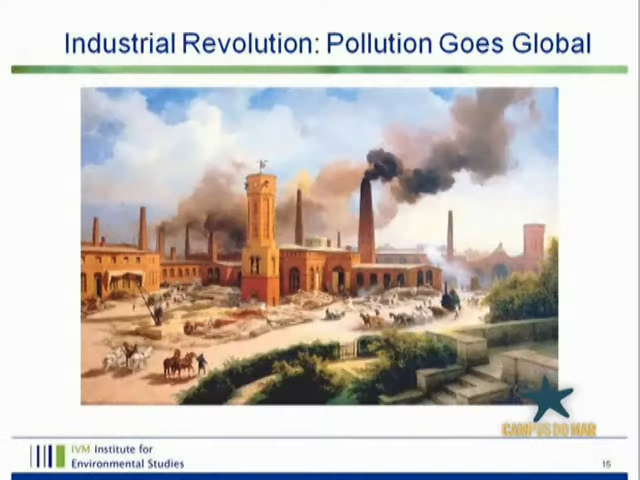 Industrial Revolution: Pollution Goes Global
CAMPUS DO MAR
IVM Institute for
Environmental Studies
15